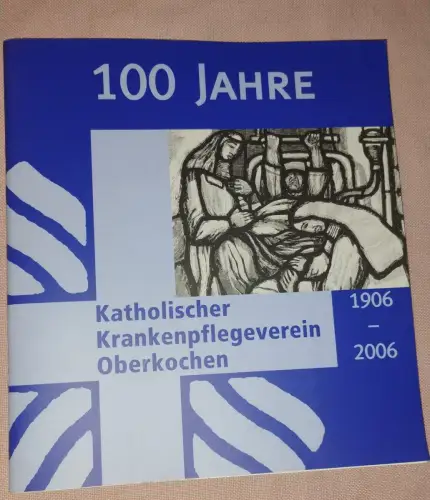 100 JAHRE
Katholischer
Krankenpflegeverein
Oberkochen
1906
–
2006